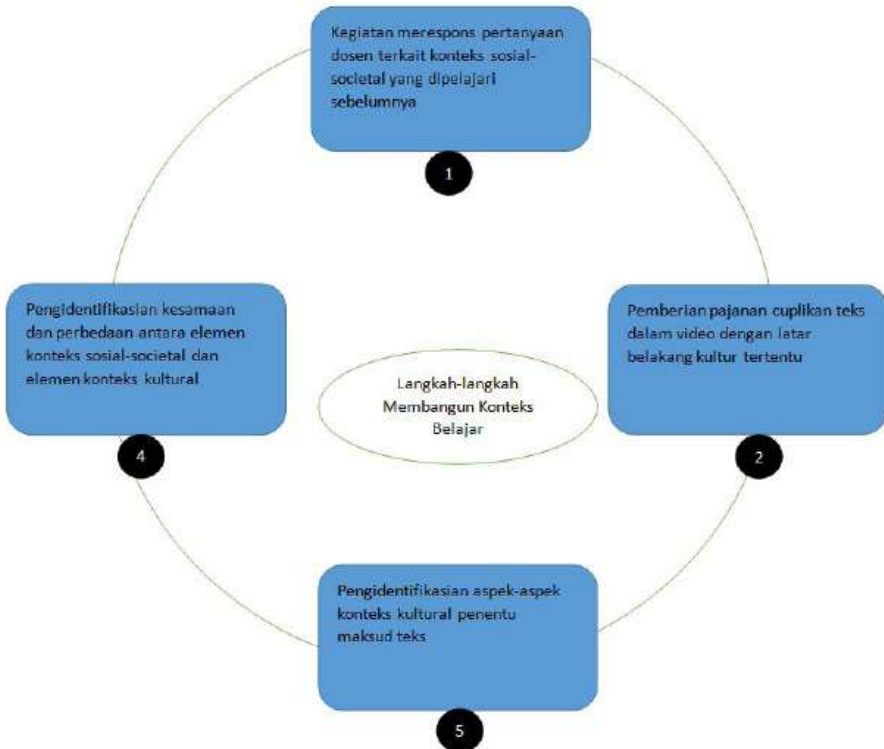 Kegiatan merespons pertanyaan
dosen terkait konteks sosial-
societal yang dipelajari
sebelumnya
1
Pemberian pajanan cuplikan teks
dalam video dengan latar
belakang kultur tertentu
2
Pengidentifikasian aspek-aspek
konteks kultural penentu
maksud teks
5
Pengidentifikasian kesamaan
dan perbedaan antara elemen
konteks sosial-societal dan
elemen konteks kultural
4
Langkah-langkah
Membangun Konteks
Belajar